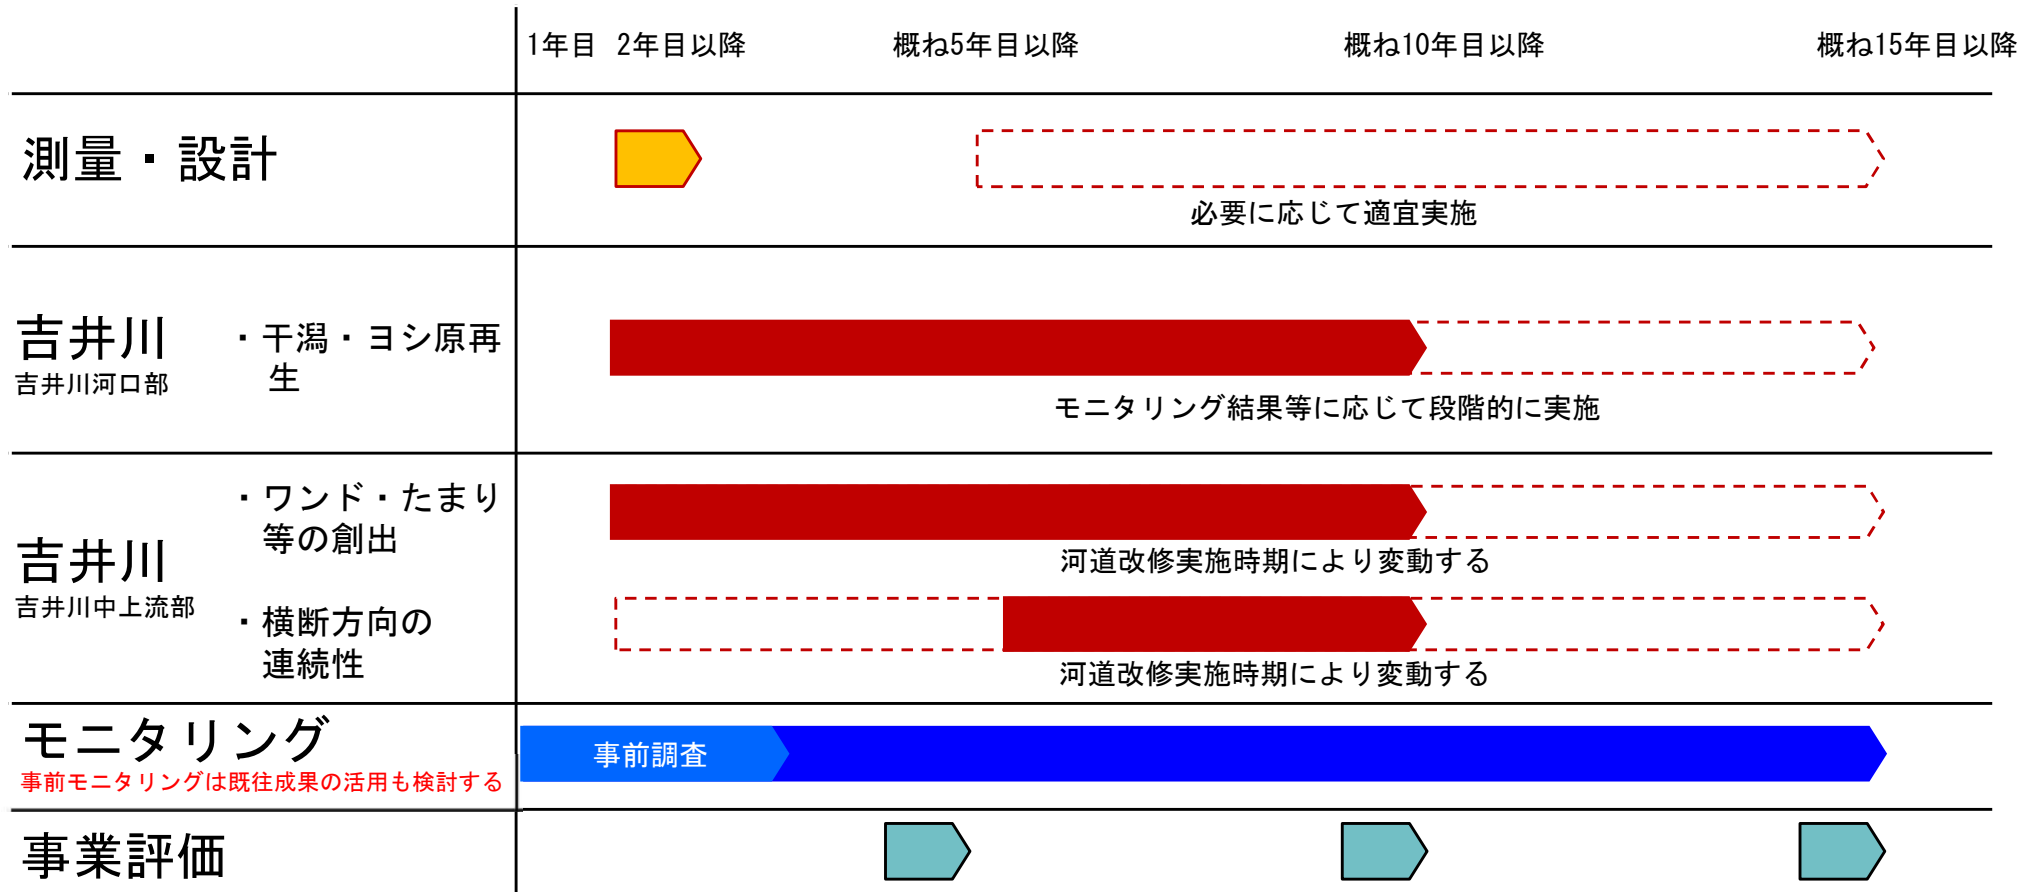 1年目 2年目以降 概ね5年目以降 概ね10年目以降 概ね15年目以降
測量・設計
必要に応じて適宜実施
吉井川
吉井川河口部
・干潟・ヨシ原再
生
モニタリング結果等に応じて段階的に実施
吉井川
吉井川中上流部
・ワンド・たまり
等の創出
河道改修実施時期により変動する
・横断方向の
連続性
河道改修実施時期により変動する
モニタリング
事前モニタリングは既往成果の活用も検討する
事前調査
事業評価